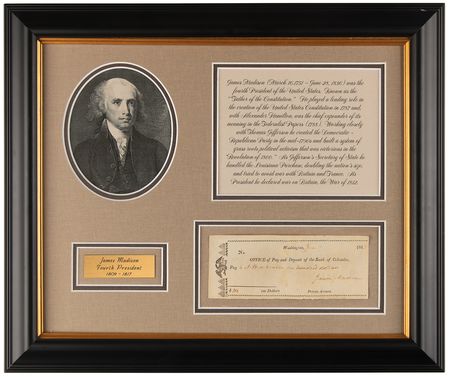 James Madison (March 16, 1751 – June 28, 1836) was the
fourth President of the United States. Known as the
"Father of the Constitution." He played a leading role in
the creation of the United States Constitution in 1787 and,
with Alexander Hamilton, was the chief expounder of its
meaning in the Federalist Papers (1788). Working closely
with Thomas Jefferson he created the Democratic-
Republican Party in the mid-1790s and built a system of
grass roots political activism that was victorious in the
Revolution of 1800. As Jefferson's Secretary of State he
handled the Louisiana Purchase, doubling the nation's size,
and tried to avoid war with Britain and France. As
President he declared war on Britain, the War of 1812.
James Madison
Fourth President
1809 - 1817
Washington,
No.
OFFICE of Pay and Deposit of the Bank of Columbia,
Pay to hundred dollars
James Madison
Dollars